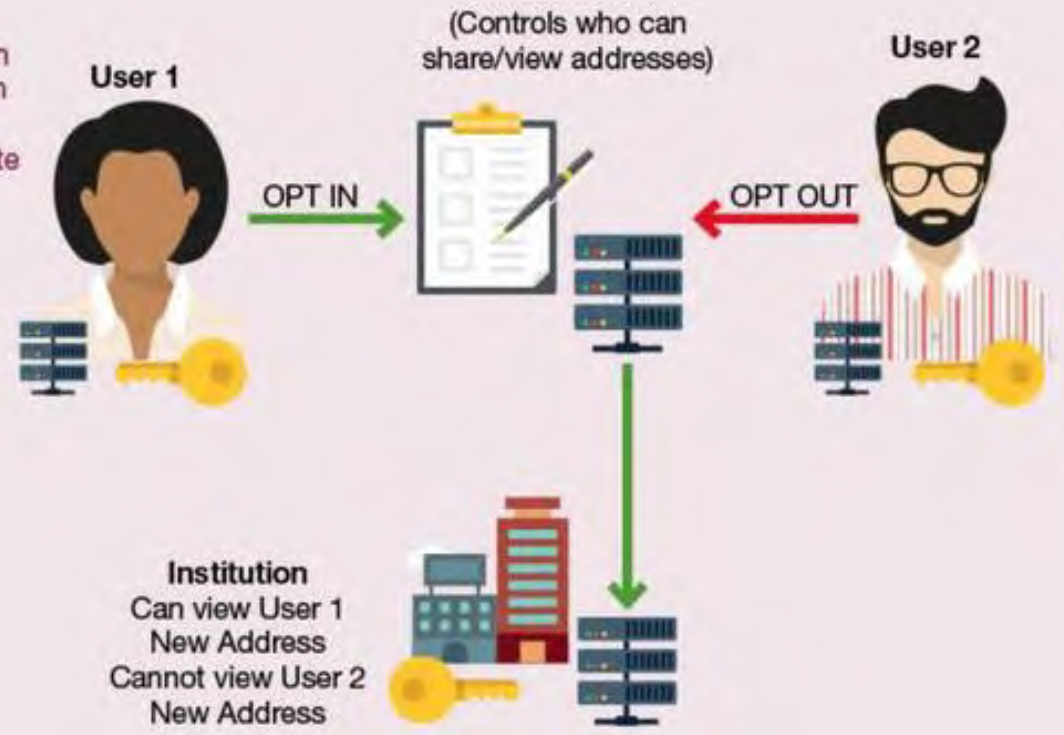 (Controls who can
share/view addresses)
User 1
User 2
OPT IN
OPT OUT
Institution
Can view User 1
New Address
Cannot view User 2
New Address